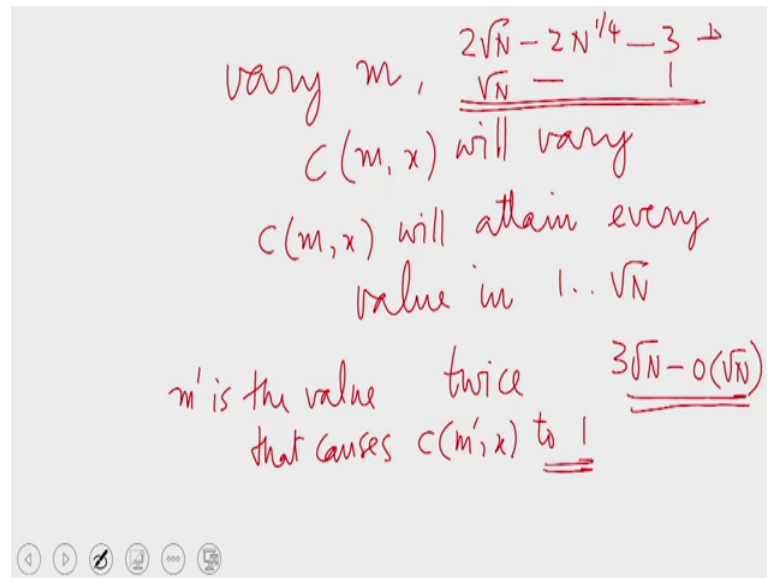 2√N − 2N^1/4 − 3
vary m, √N − 1
C(m, x) will vary
C(m, x) will attain every
value in 1 .. √N
m' is the value twice 3√N − o(√N)
that causes C(m', x) to 1